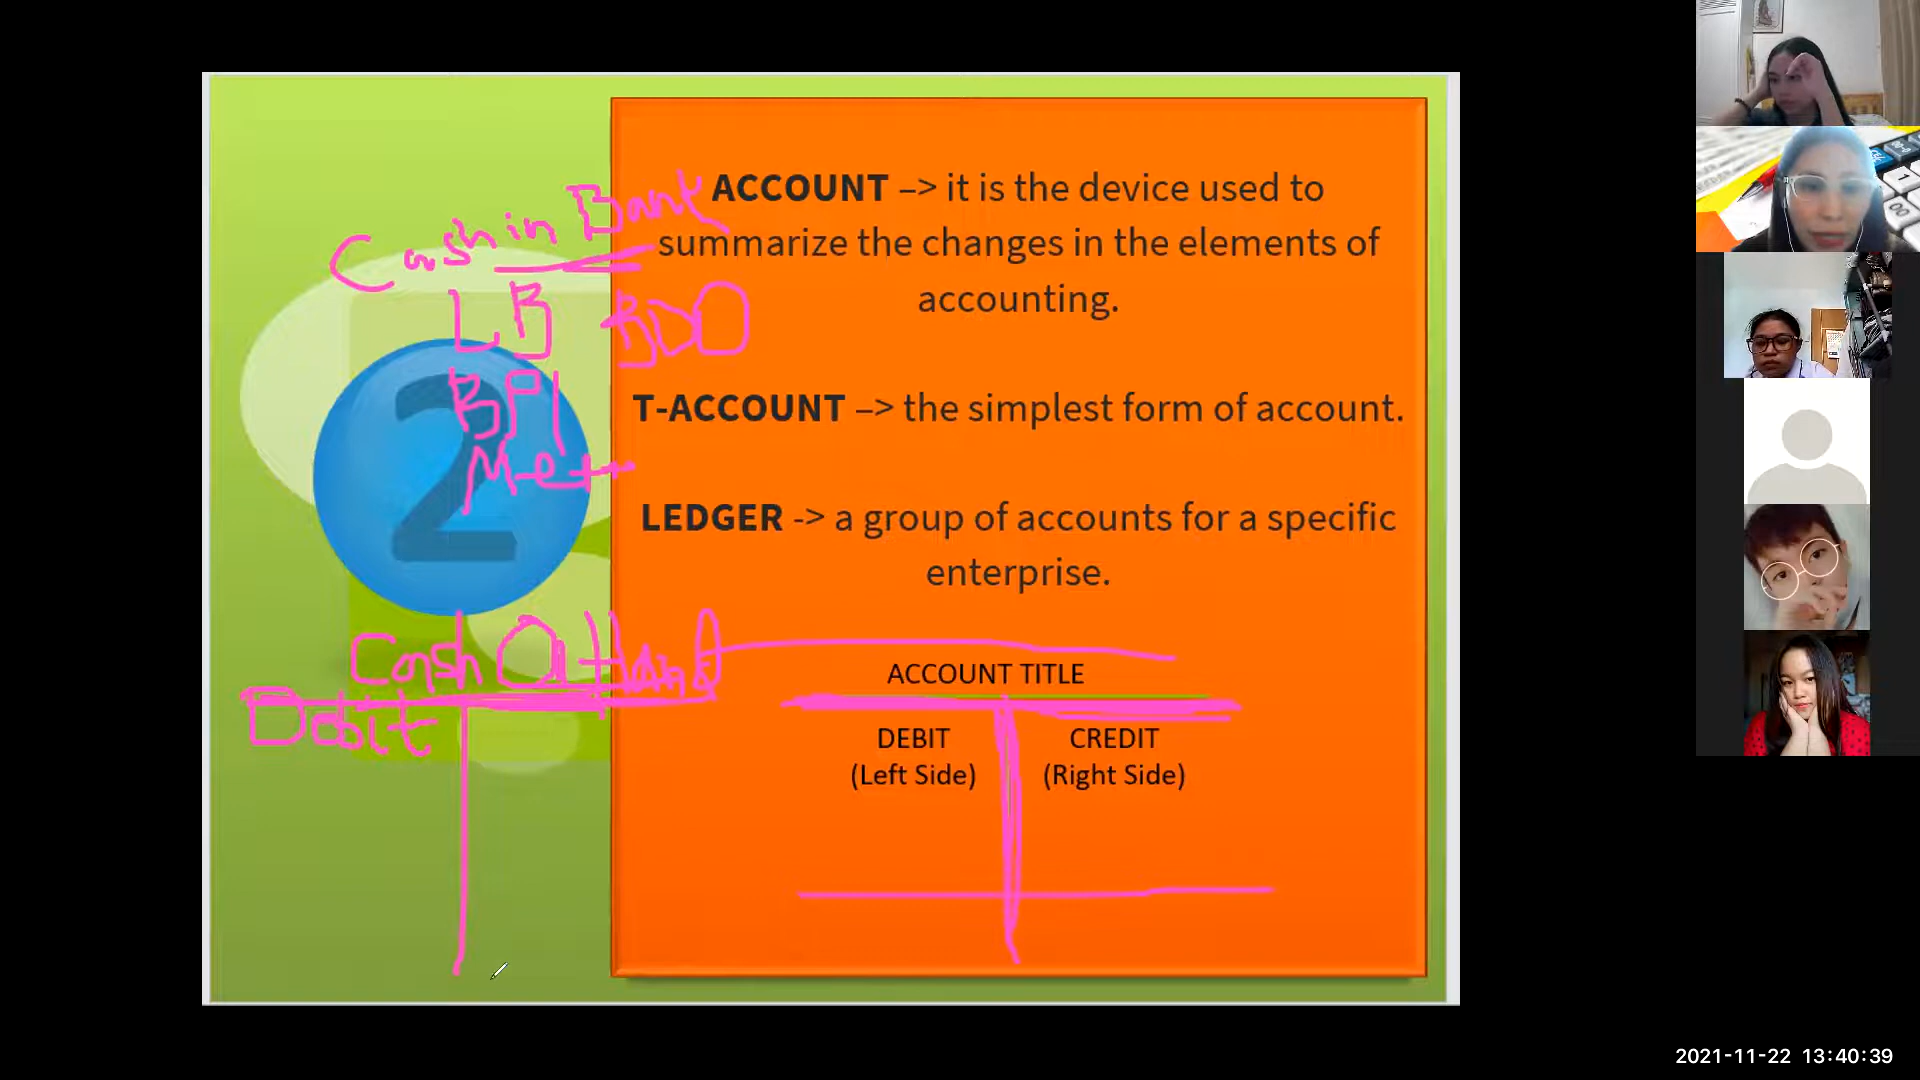 ACCOUNT –> it is the device used to
summarize the changes in the elements of
accounting.
T-ACCOUNT –> the simplest form of account.
LEDGER -> a group of accounts for a specific
enterprise.
ACCOUNT TITLE
DEBIT CREDIT
(Left Side) (Right Side)
Cash in Bank
LB BDO
BPI
Met
2
Cash On Hand
Debit
2021-11-22 13:40:39